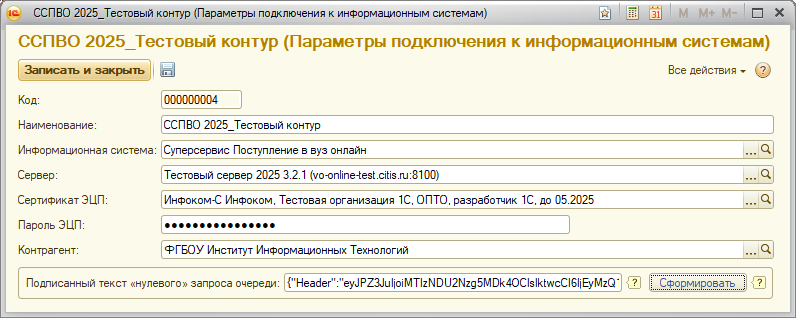 ССПВО 2025_Тестовый контур (Параметры подключения к информационным системам)
M M+ M-
ССПВО 2025_Тестовый контур (Параметры подключения к информационным системам)
Записать и закрыть Все действия ?
Код: 000000004
Наименование: ССПВО 2025_Тестовый контур
Информационная система: Суперсервис Поступление в вуз онлайн ...
Сервер: Тестовый сервер 2025 3.2.1 (vo-online-test.citis.ru:8100) ...
Сертификат ЭЦП: Инфоком-С Инфоком, Тестовая организация 1С, ОПТО, разработчик 1С, до 05.2025 ...
Пароль ЭЦП: ●●●●●●●●●●●●●●●●
Контрагент: ФГБОУ Институт Информационных Технологий ...
Подписанный текст «нулевого» запроса очереди: {"Header":"eyJPZ3JuIjoiMTIzNDU2Nzg5MDk4OCIsIktwcCI6IjEyMzQ ? Сформировать ?